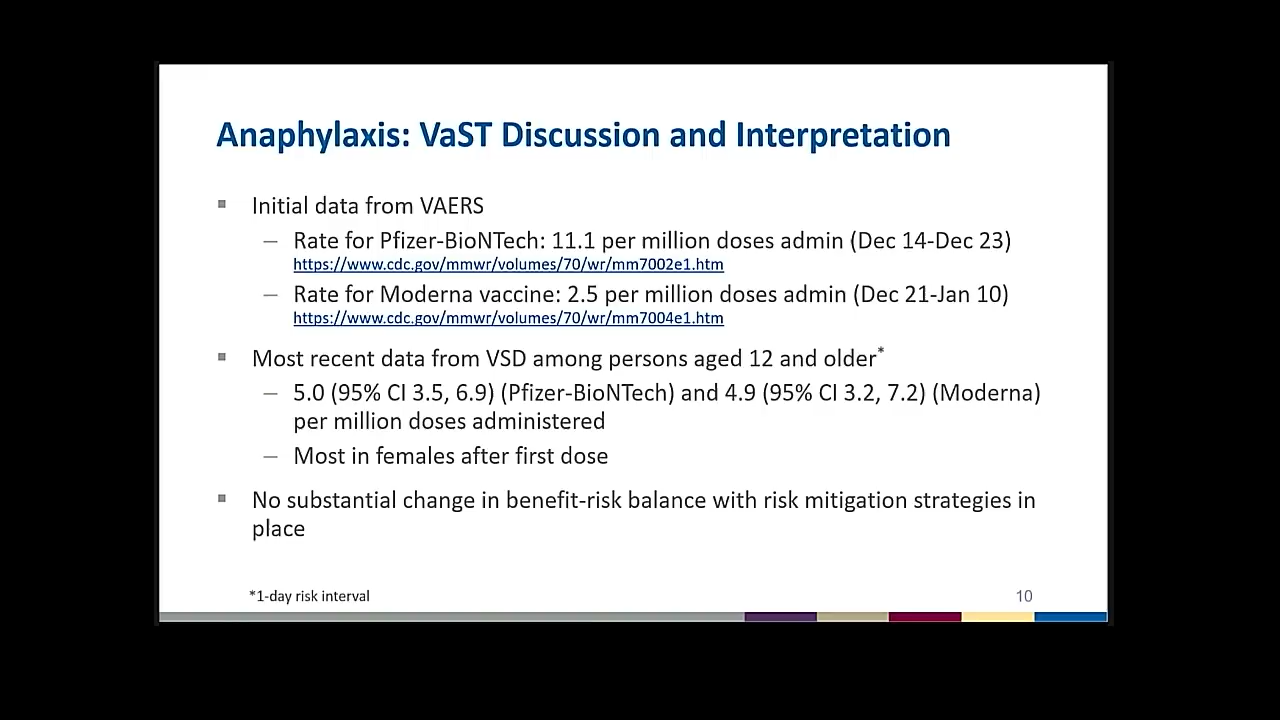 Anaphylaxis: VaST Discussion and Interpretation
▪ Initial data from VAERS
– Rate for Pfizer-BioNTech: 11.1 per million doses admin (Dec 14-Dec 23)
https://www.cdc.gov/mmwr/volumes/70/wr/mm7002e1.htm
– Rate for Moderna vaccine: 2.5 per million doses admin (Dec 21-Jan 10)
https://www.cdc.gov/mmwr/volumes/70/wr/mm7004e1.htm
▪ Most recent data from VSD among persons aged 12 and older*
– 5.0 (95% CI 3.5, 6.9) (Pfizer-BioNTech) and 4.9 (95% CI 3.2, 7.2) (Moderna)
per million doses administered
– Most in females after first dose
▪ No substantial change in benefit-risk balance with risk mitigation strategies in
place
*1-day risk interval
10